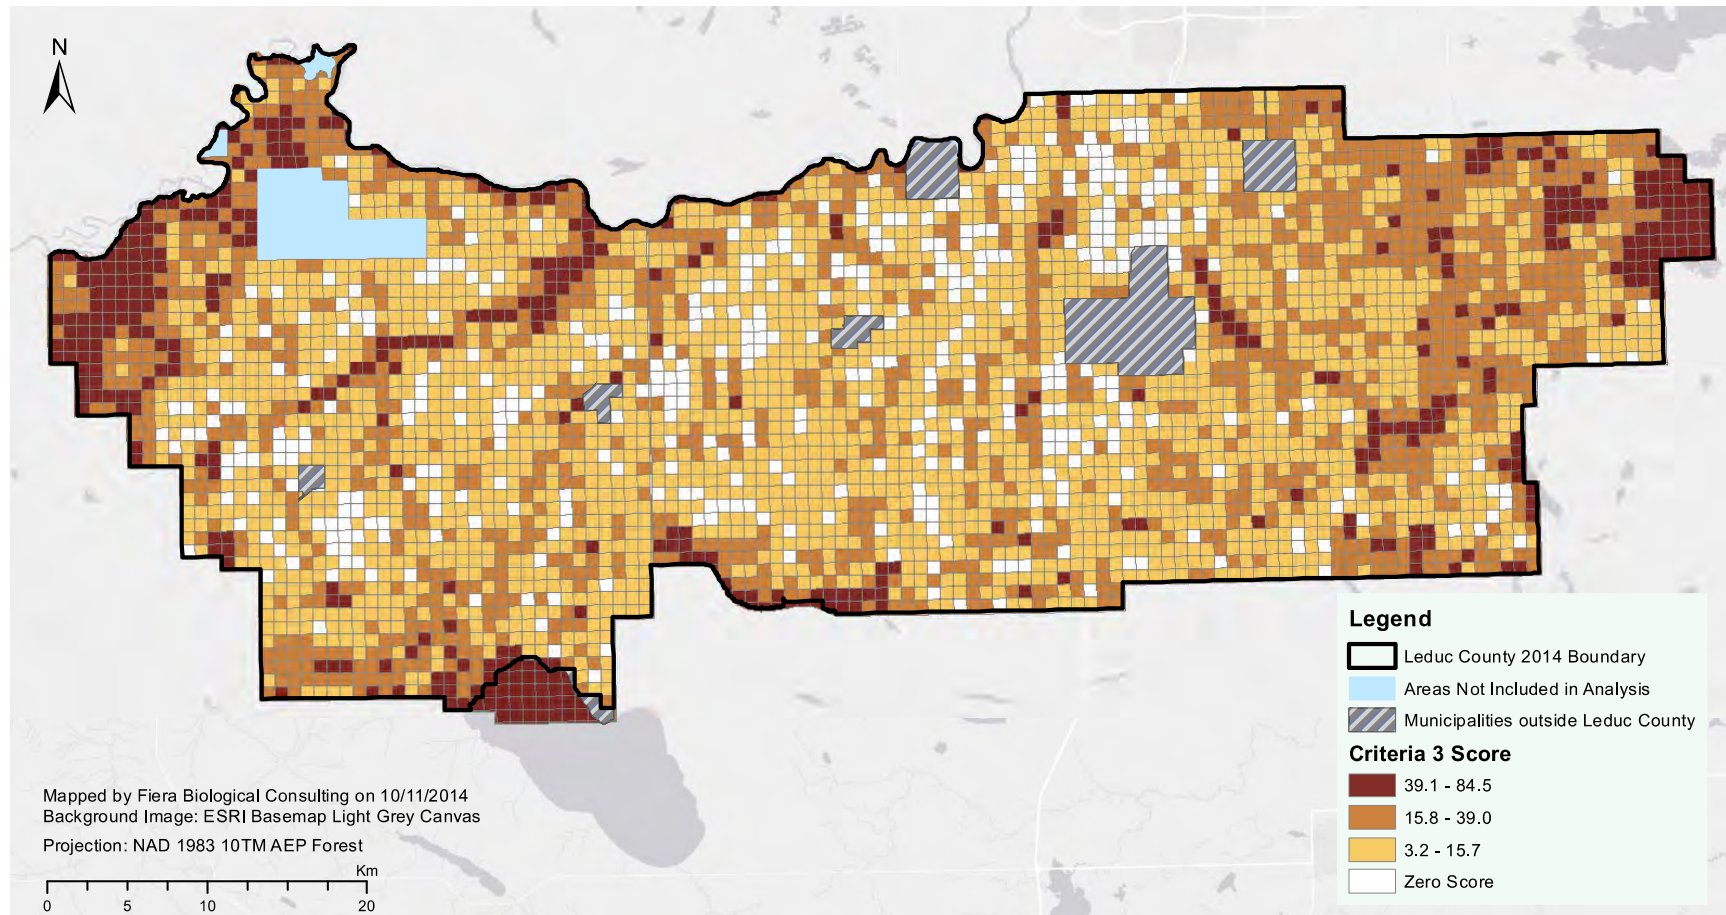 N
Legend
Leduc County 2014 Boundary
Areas Not Included in Analysis
Municipalities outside Leduc County
Criteria 3 Score
39.1 - 84.5
15.8 - 39.0
3.2 - 15.7
Zero Score
Mapped by Fiera Biological Consulting on 10/11/2014
Background Image: ESRI Basemap Light Grey Canvas
Projection: NAD 1983 10TM AEP Forest
Km
0 5 10 20